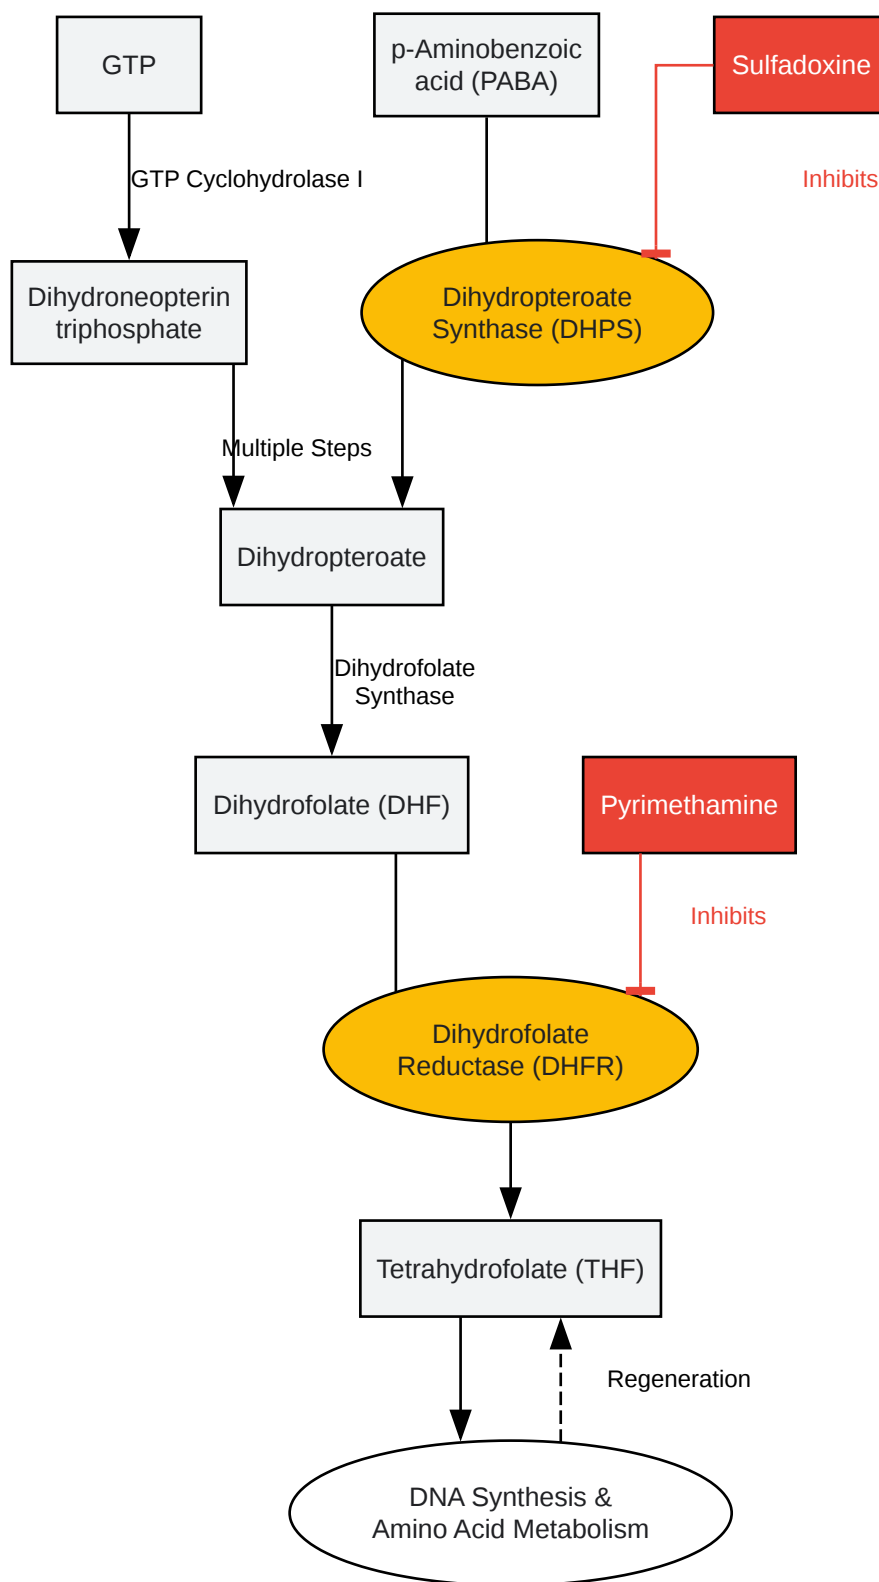 GTP
p-Aminobenzoic
acid (PABA)
Sulfadoxine
GTP Cyclohydrolase I
Inhibits
Dihydroneopterin
triphosphate
Dihydropteroate
Synthase (DHPS)
Multiple Steps
Dihydropteroate
Dihydrofolate
Synthase
Dihydrofolate (DHF)
Pyrimethamine
Inhibits
Dihydrofolate
Reductase (DHFR)
Tetrahydrofolate (THF)
Regeneration
DNA Synthesis &
Amino Acid Metabolism